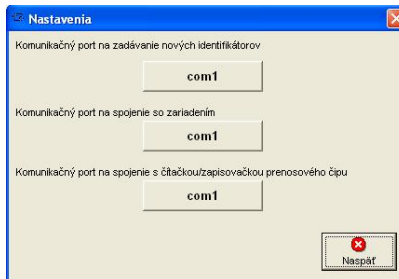 Nastavenia
Komunikačný port na zadávanie nových identifikátorov
com1
Komunikačný port na spojenie so zariadením
com1
Komunikačný port na spojenie s čítačkou/zapisovačkou prenosového čipu
com1
Naspäť